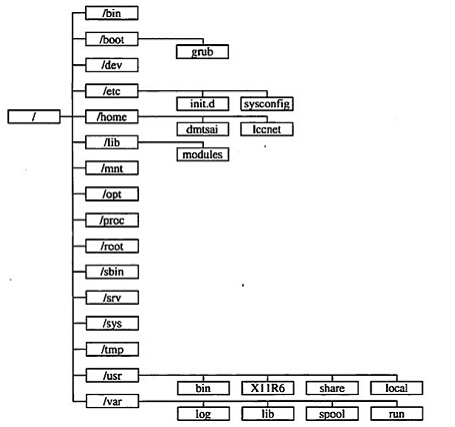 /bin
/boot
grub
/dev
/etc
init.d sysconfig
/
/home
dmtsai lccnet
/lib
modules
/mnt
/opt
/proc
/root
/sbin
/srv
/sys
/tmp
/usr
bin X11R6 share local
/var
log lib spool run